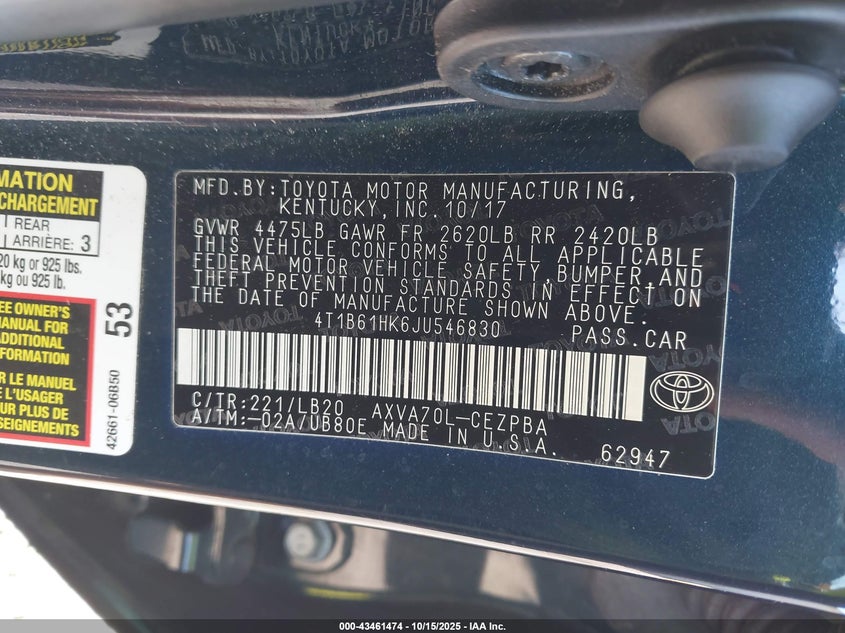 MFD.BY:TOYOTA MOTOR MANUFACTURING,
KENTUCKY, INC. 10/17
GVWR 4475LB GAWR FR 2620LB RR 2420LB
THIS VEHICLE CONFORMS TO ALL APPLICABLE
FEDERAL MOTOR VEHICLE SAFETY, BUMPER, AND
THEFT PREVENTION STANDARDS IN EFFECT ON
THE DATE OF MANUFACTURE SHOWN ABOVE.
4T1B61HK6JU546830 PASS.CAR
C/TR:221/LB20 AXVA70L-CEZPBA
A/TM:-02A/UB80E MADE IN U.S.A.
62947
MATION
CHARGEMENT
REAR
ARRIÈRE: 3
20 kg or 925 lbs.
kg ou 925 lb.
EE OWNER'S
MANUAL FOR
ADDITIONAL
FORMATION
R LE MANUEL
L'USAGER
UR PLUS DE
SEIGNEMENTS
53
42661-06B50
000-43461474 - 10/15/2025 - IAA Inc.